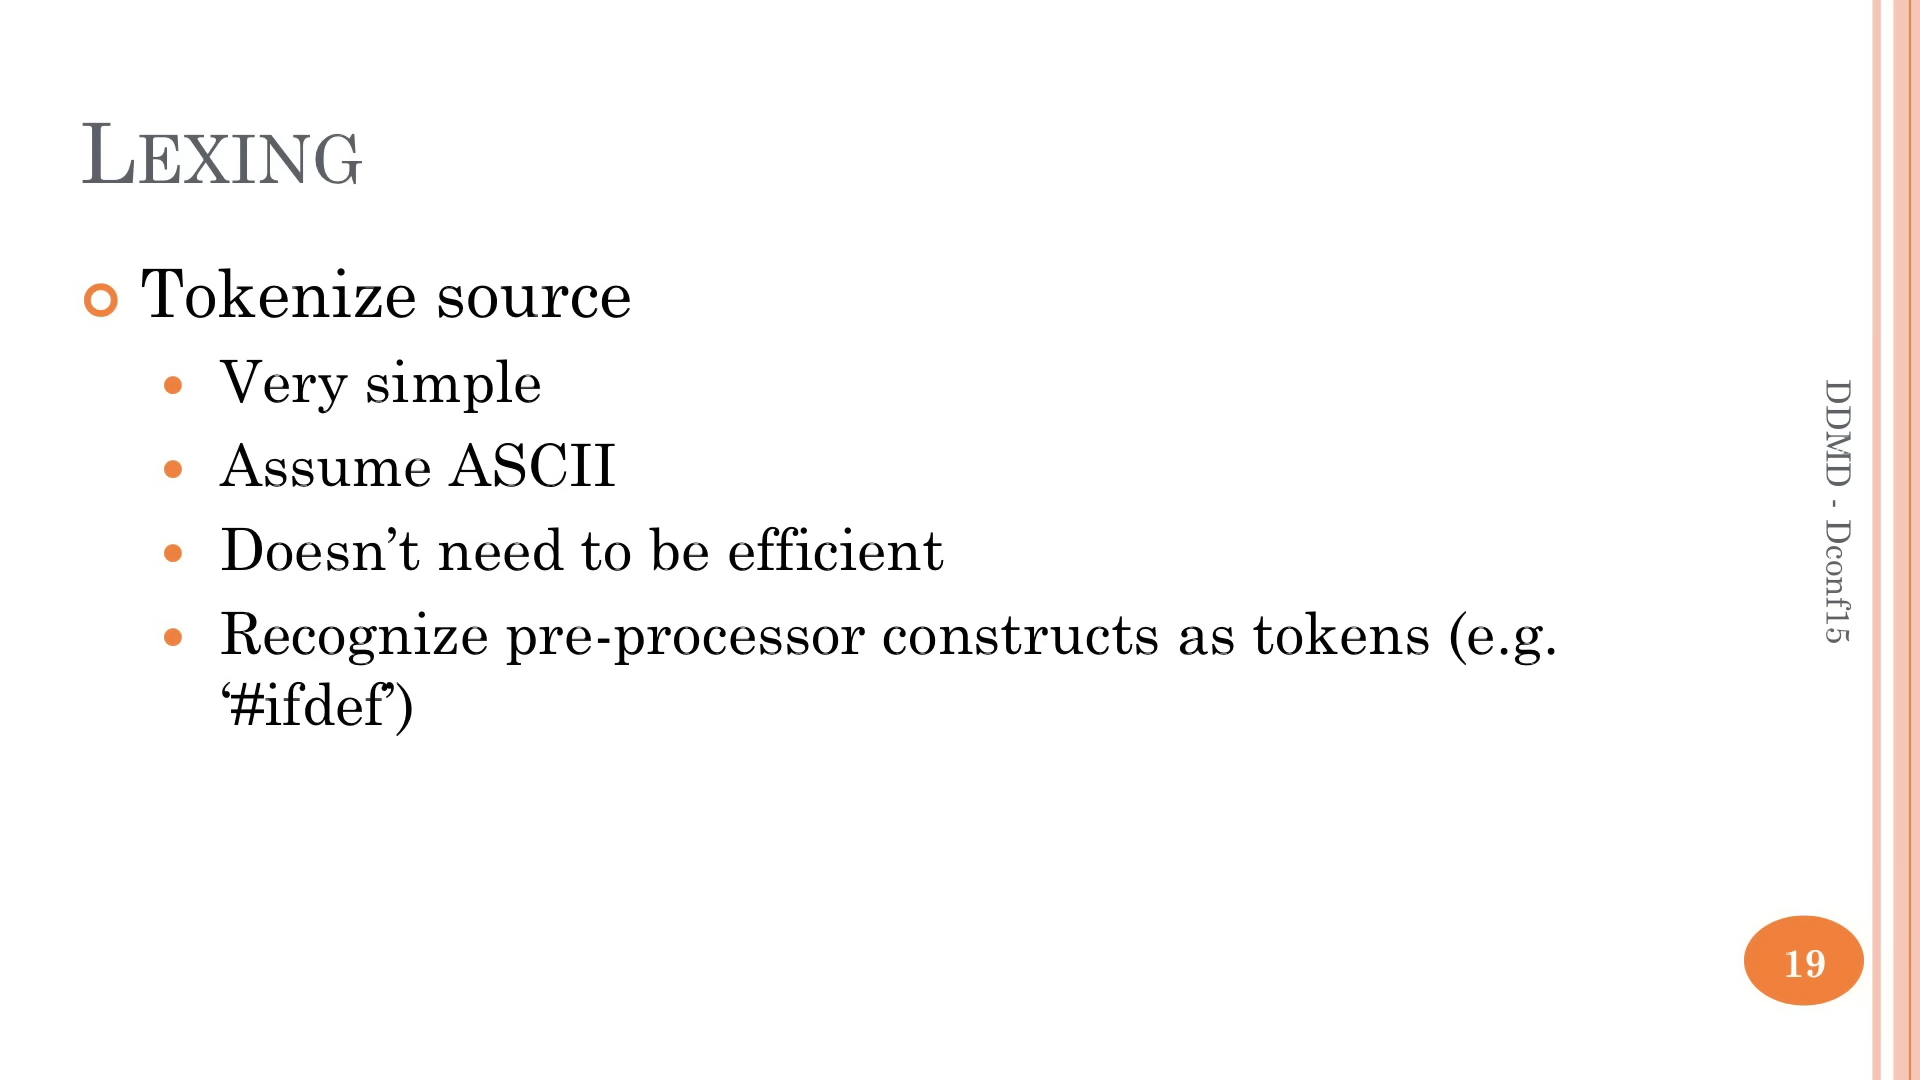 LEXING
Tokenize source
Very simple
Assume ASCII
Doesn’t need to be efficient
Recognize pre-processor constructs as tokens (e.g.
‘#ifdef’)
DDMD - Dconf15
19